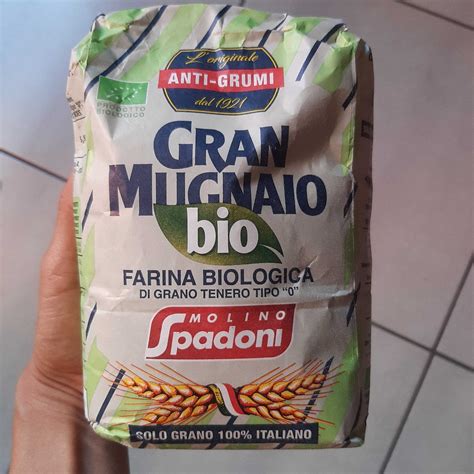 L'originale
ANTI-GRUMI
dal 1921
PRODOTTO
BIOLOGICO
GRAN
MUGNAIO
bio
FARINA BIOLOGICA
DI GRANO TENERO TIPO "0"
MOLINO
Spadoni
SOLO GRANO 100% ITALIANO